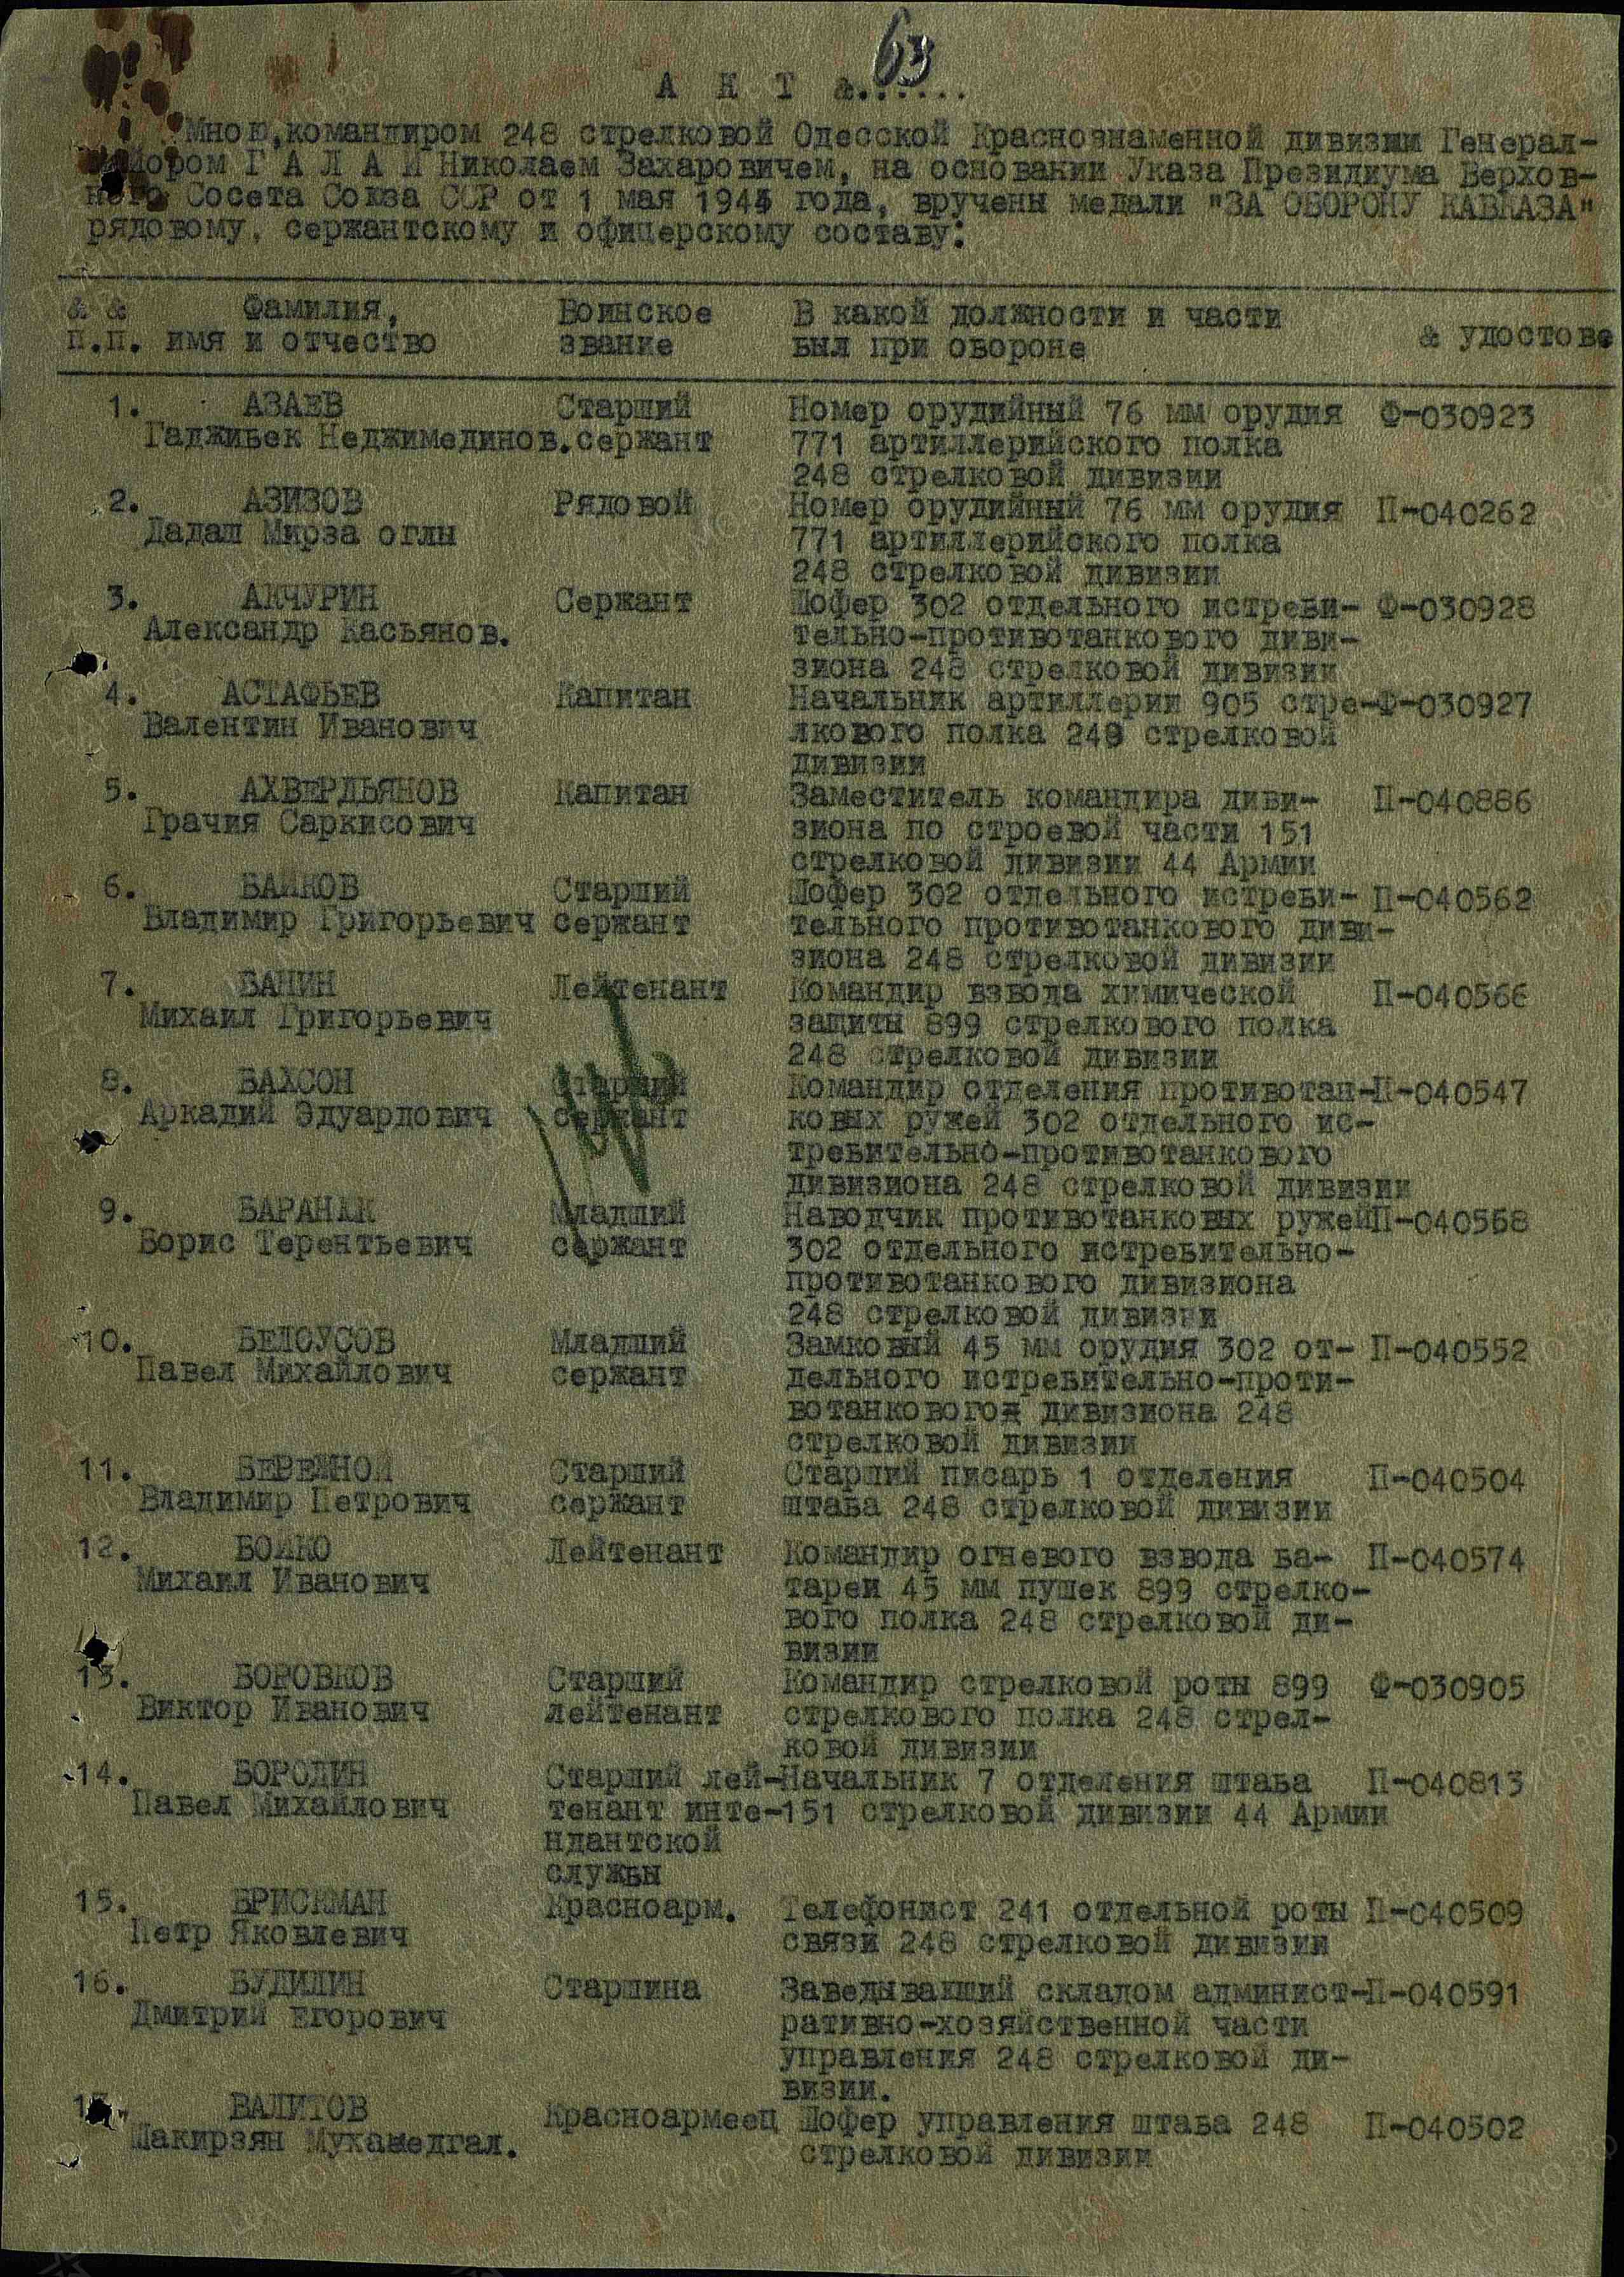 А К Т &...... 63
Мною, командиром 248 стрелковой Одесской Краснознаменной дивизии Генерал-
майором Г А Л А Й Николаем Захаровичем, на основании Указа Президиума Верхов-
ного Сосета Союза ССР от 1 мая 1944 года, вручены медали "ЗА ОБОРОНУ КАВКАЗА"
рядовому, сержантскому и офицерскому составу:
& & Фамилия, Воинское В какой должности и части
п.п. имя и отчество звание был при обороне & удостове
1. АЗАЕВ Старший Номер орудийный 76 мм орудия Ф-030923
Гаджибек Неджимединов. сержант 771 артиллерийского полка
248 стрелковой дивизии
2. АЗИЗОВ Рядовой Номер орудийный 76 мм орудия П-040262
Дадаш Мирза оглы 771 артиллерийского полка
248 стрелковой дивизии
3. АКЧУРИН Сержант Шофер 302 отдельного истреби- Ф-030928
Александр Касьянов. тельно-противотанкового диви-
зиона 248 стрелковой дивизии
4. АСТАФЬЕВ Капитан Начальник артиллерии 905 стре- Ф-030927
Валентин Иванович лкового полка 248 стрелковой
дивизии
5. АХВЕРДЬЯНОВ Капитан Заместитель командира диви- П-040886
Грачия Саркисович зиона по строевой части 151
стрелковой дивизии 44 Армии
6. БАЙКОВ Старший Шофер 302 отдельного истреби- П-040562
Владимир Григорьевич сержант тельного противотанкового диви-
зиона 248 стрелковой дивизии
7. БАНИН Лейтенант Командир взвода химической П-040566
Михаил Григорьевич защиты 899 стрелкового полка
248 стрелковой дивизии
8. БАХСОН Старший Командир отделения противотан- П-040547
Аркадий Эдуардович сержант ковых ружей 302 отдельного ис-
требительно-противотанкового
дивизиона 248 стрелковой дивизии
9. БАРАНАК Младший Наводчик противотанковых ружей П-040568
Борис Терентьевич сержант 302 отдельного истребительно-
противотанкового дивизиона
248 стрелковой дивизии
10. БЕЛОУСОВ Младший Замковый 45 мм орудия 302 от- П-040552
Павел Михайлович сержант дельного истребительно-проти-
вотанкового дивизиона 248
стрелковой дивизии
11. БЕРЕЖНОЙ Старший Старший писарь 1 отделения П-040504
Владимир Петрович сержант штаба 248 стрелковой дивизии
12. БОЙКО Лейтенант Командир огневого взвода ба- П-040574
Михаил Иванович тареи 45 мм пушек 899 стрелко-
вого полка 248 стрелковой ди-
визии
13. БОРОВКОВ Старший Командир стрелковой роты 899 Ф-030905
Виктор Иванович лейтенант стрелкового полка 248 стрел-
ковой дивизии
14. БОРОДИН Старший лей- Начальник 7 отделения штаба П-040813
Павел Михайлович тенант инте- 151 стрелковой дивизии 44 Армии
ндантской
службы
15. БРИСКМАН Красноарм. Телефонист 241 отдельной роты П-040509
Петр Яковлевич связи 248 стрелковой дивизии
16. БУДИЛИН Старшина Заведывавший складом админист- П-040591
Дмитрий Егорович ративно-хозяйственной части
управления 248 стрелковой ди-
визии.
17. ВАЛИТОВ Красноармеец Шофер управления штаба 248 П-040502
Шакирзян Мухамедгал. стрелковой дивизии